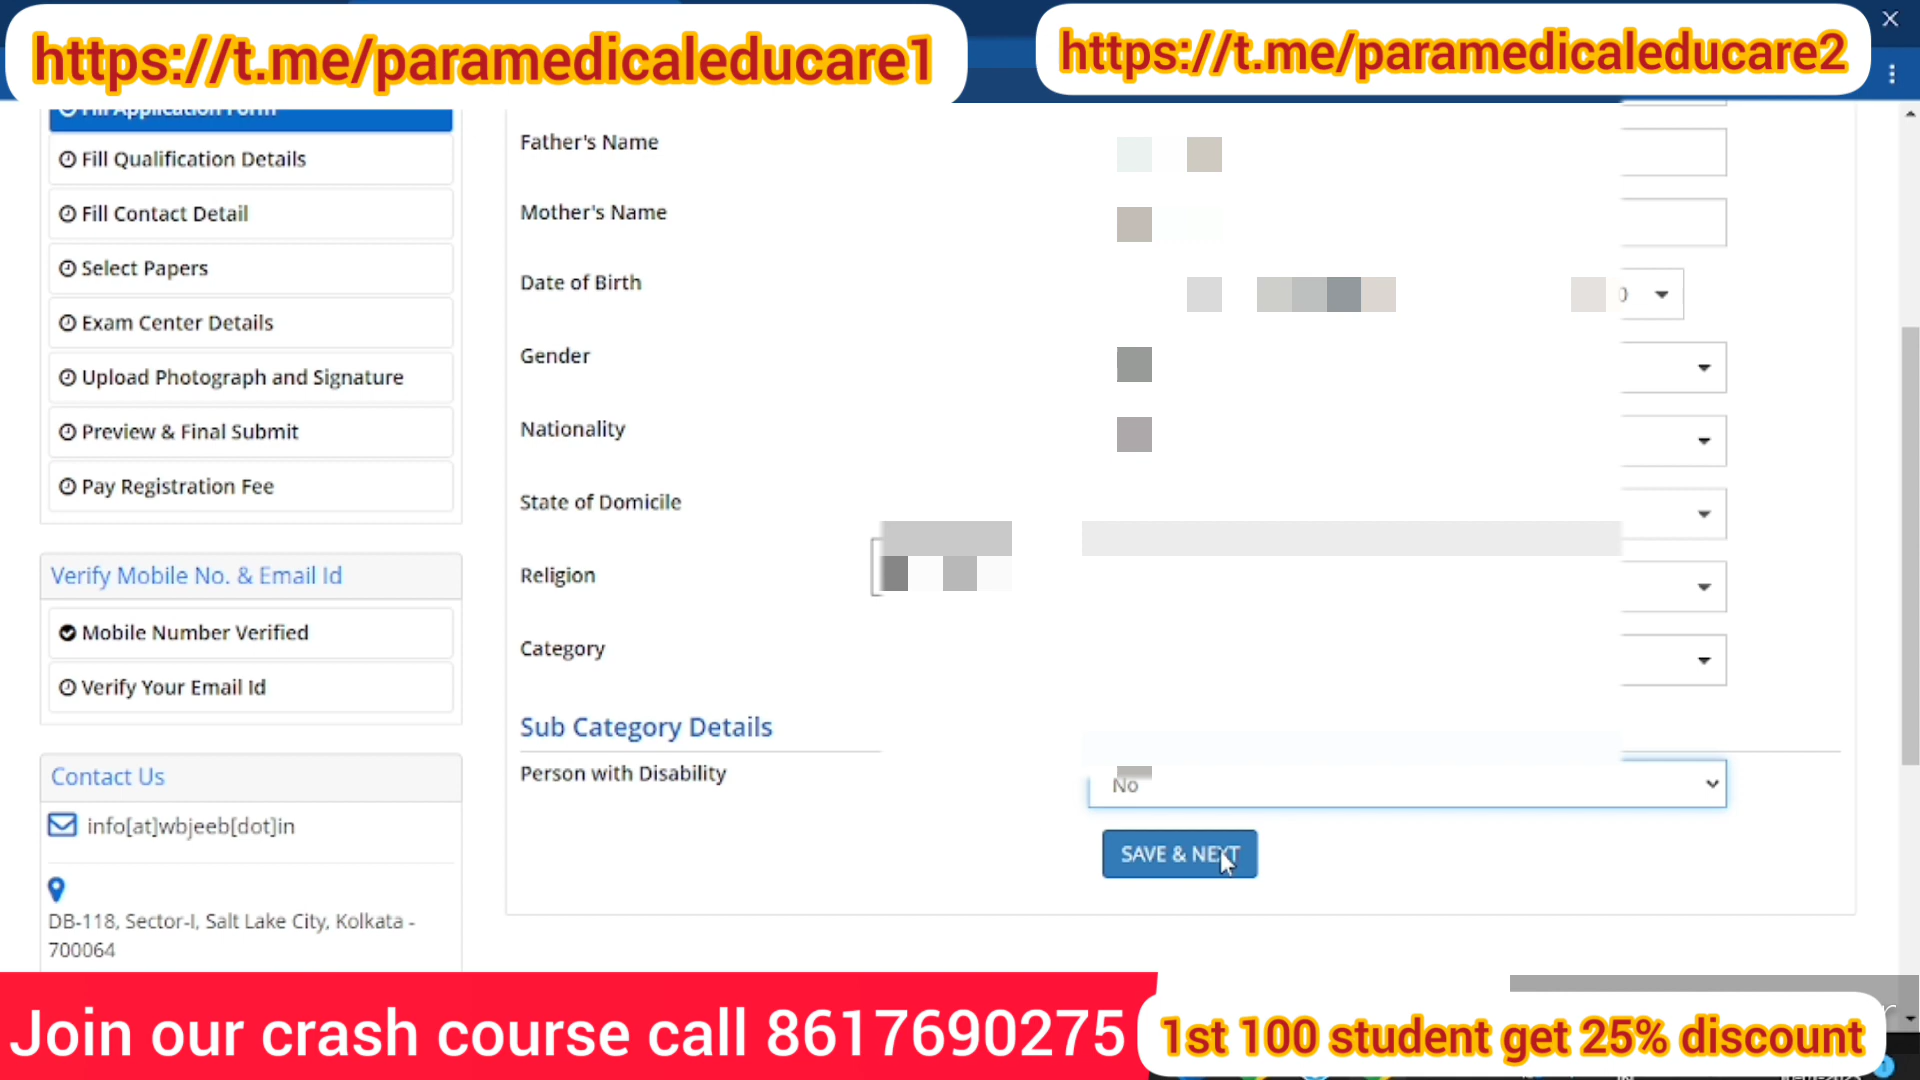 https://t.me/paramedicaleducare1
https://t.me/paramedicaleducare2
Fill Application Form
Fill Qualification Details
Fill Contact Detail
Select Papers
Exam Center Details
Upload Photograph and Signature
Preview & Final Submit
Pay Registration Fee
Verify Mobile No. & Email Id
Mobile Number Verified
Verify Your Email Id
Contact Us
info[at]wbjeeb[dot]in
DB-118, Sector-I, Salt Lake City, Kolkata -
700064
Father's Name
Mother's Name
Date of Birth
Gender
Nationality
State of Domicile
Religion
Category
Sub Category Details
Person with Disability
No
SAVE & NEXT
Join our crash course call 8617690275
1st 100 student get 25% discount